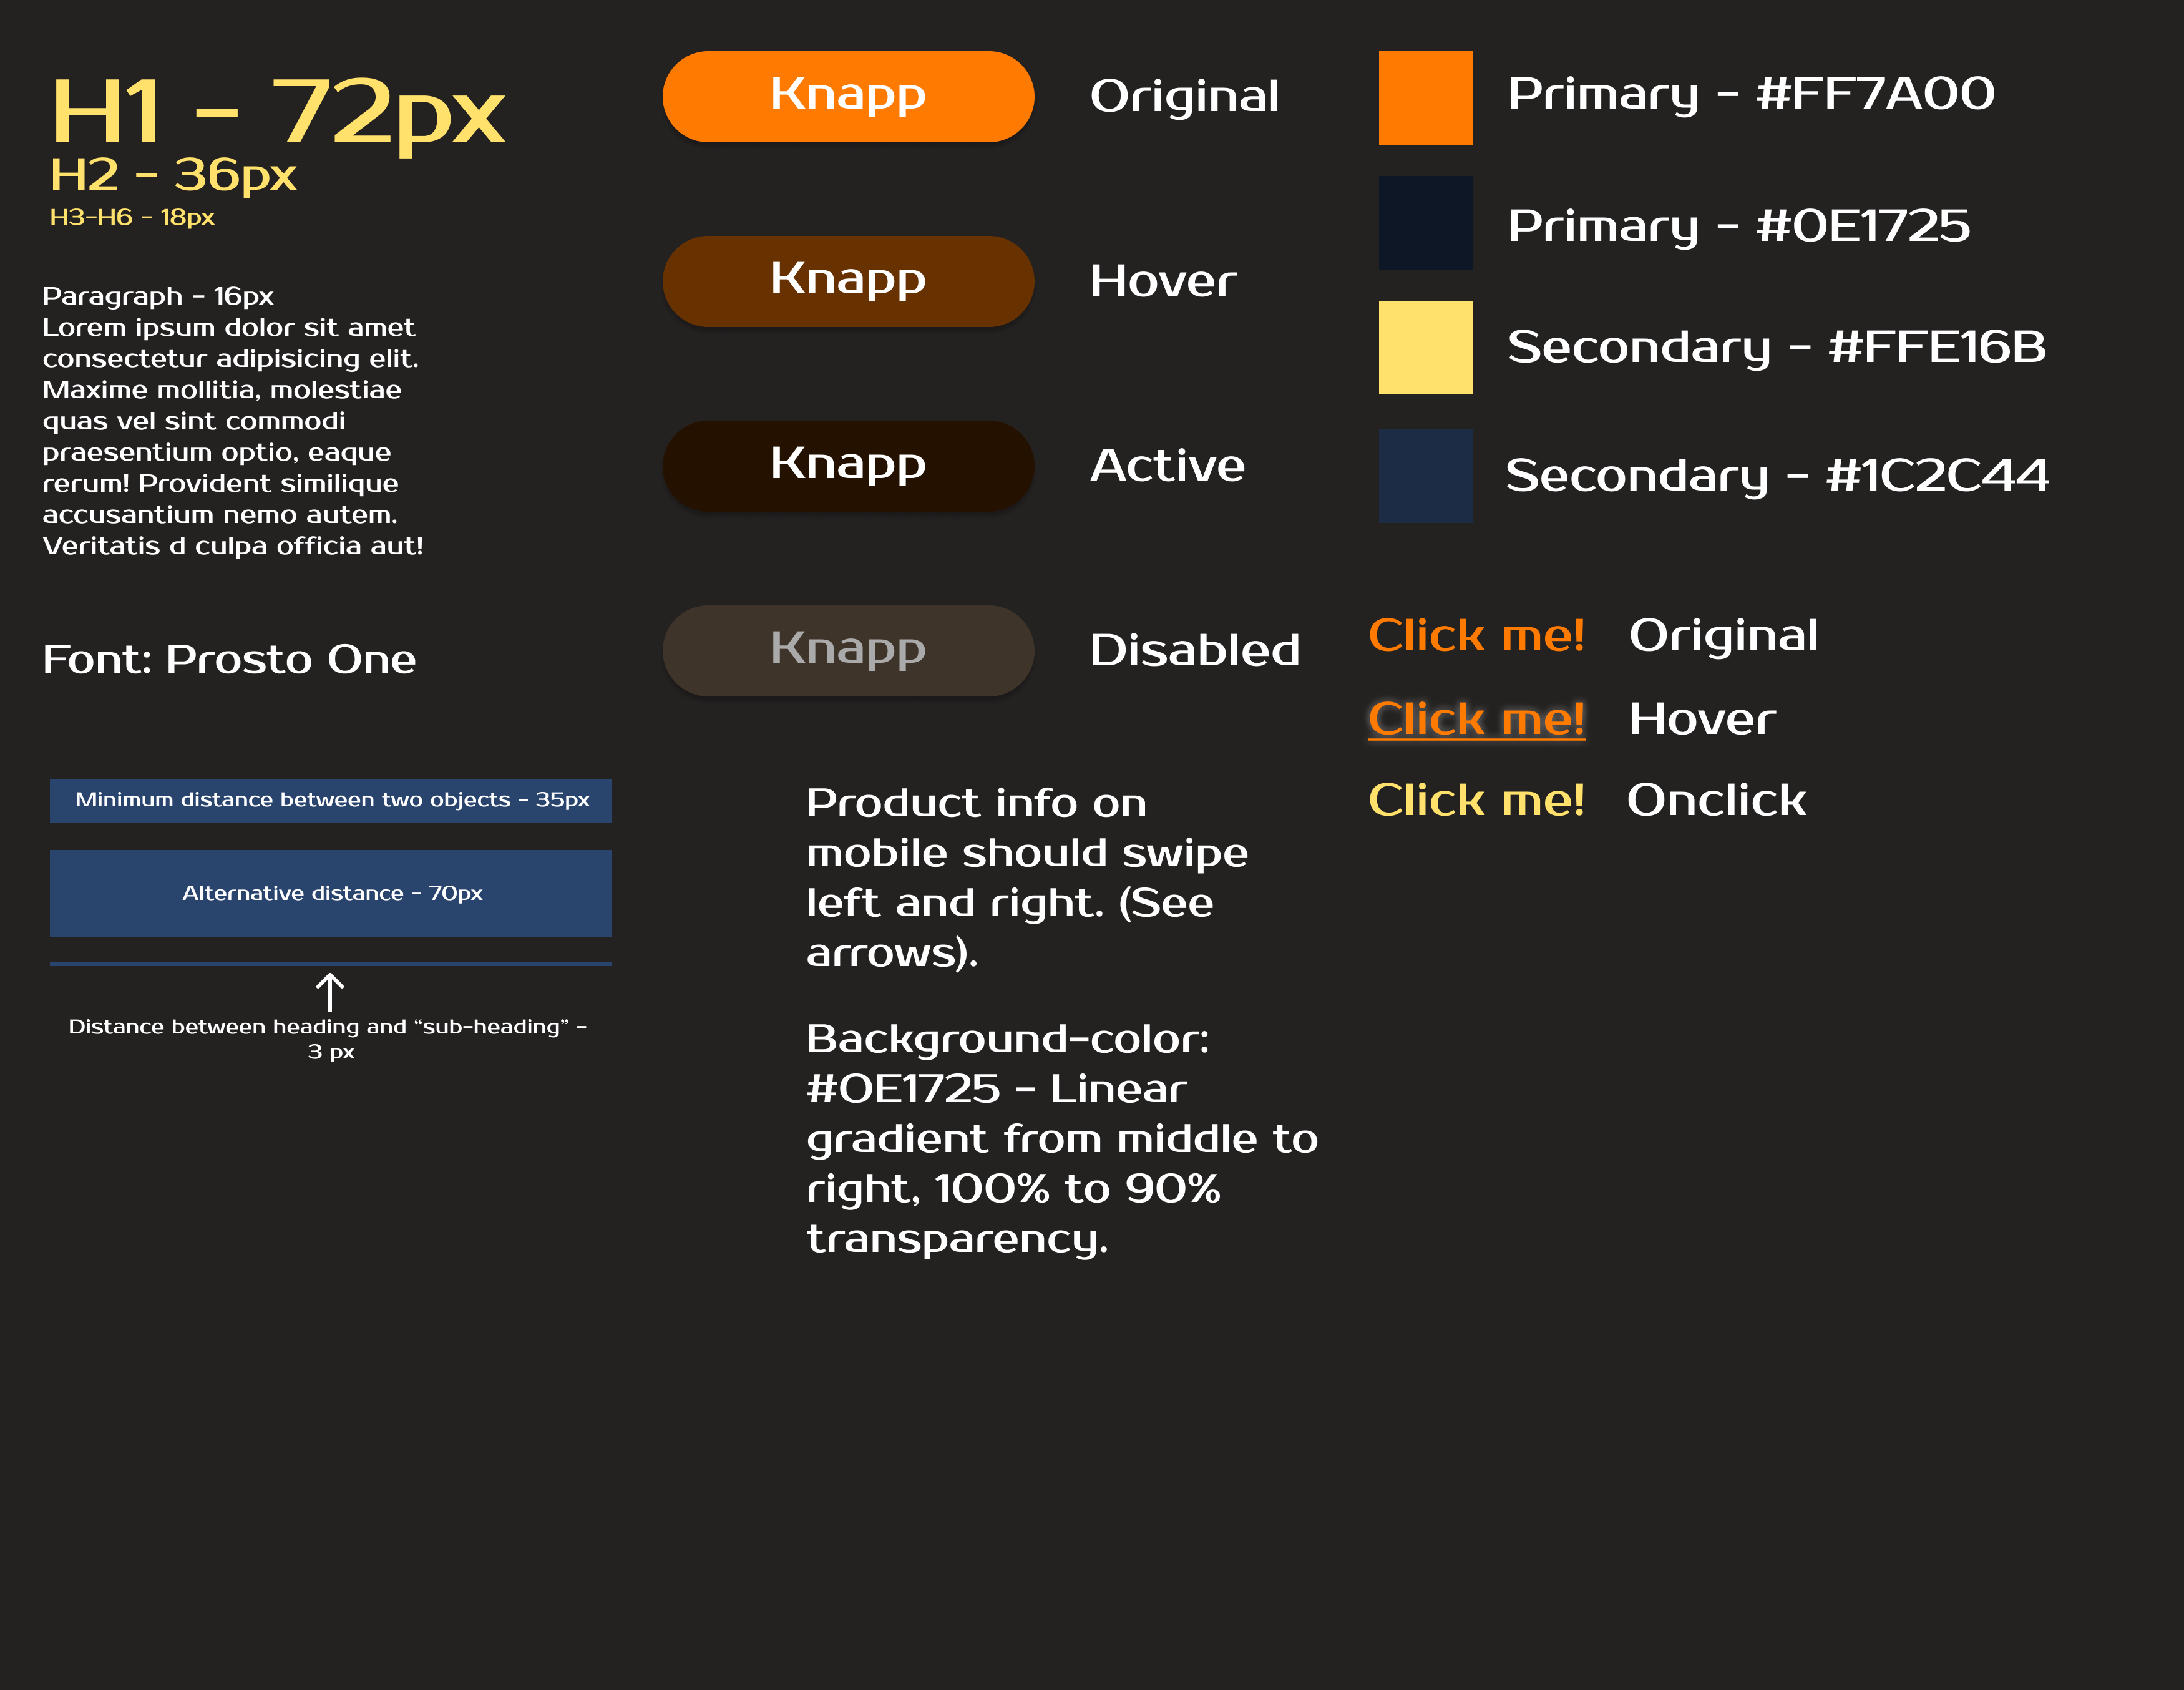 H1 - 72px
H2 - 36px
H3-H6 - 18px
Paragraph - 16px
Lorem ipsum dolor sit amet
consectetur adipisicing elit.
Maxime mollitia, molestiae
quas vel sint commodi
praesentium optio, eaque
rerum! Provident similique
accusantium nemo autem.
Veritatis d culpa officia aut!
Font: Prosto One
Minimum distance between two objects - 35px
Alternative distance - 70px
Distance between heading and “sub-heading” -
3 px
Knapp Original
Knapp Hover
Knapp Active
Knapp Disabled
Product info on
mobile should swipe
left and right. (See
arrows).
Background-color:
#0E1725 - Linear
gradient from middle to
right, 100% to 90%
transparency.
Primary - #FF7A00
Primary - #0E1725
Secondary - #FFE16B
Secondary - #1C2C44
Click me! Original
Click me! Hover
Click me! Onclick